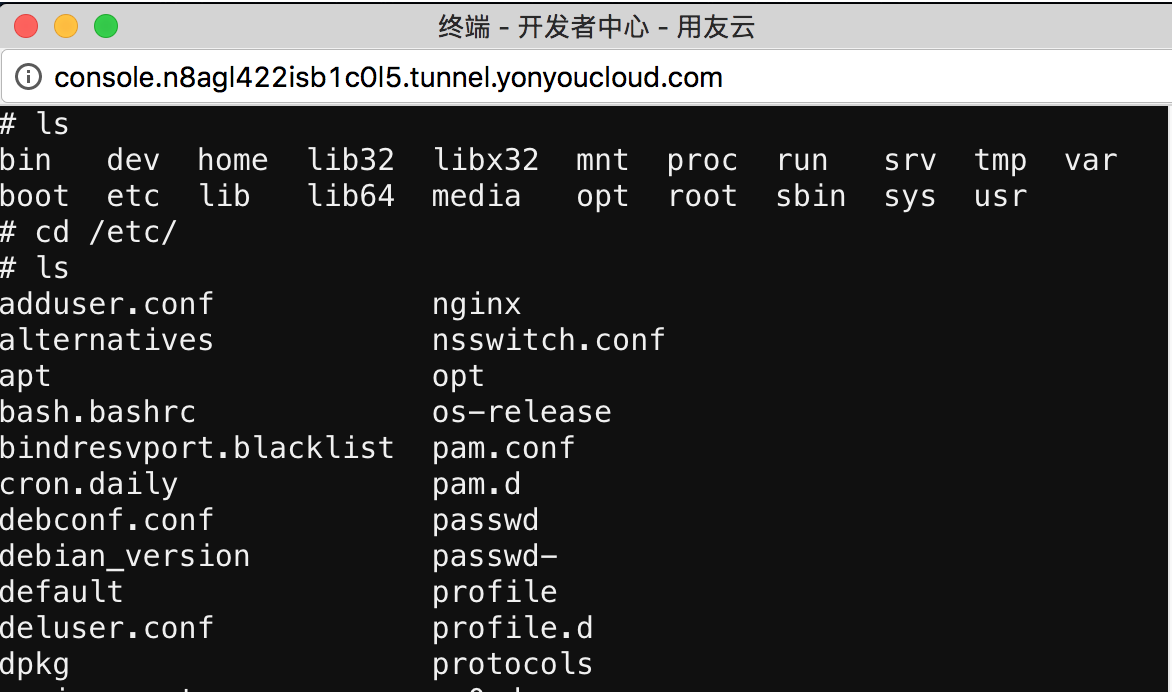 终端 - 开发者中心 - 用友云
console.n8agl422isb1c0l5.tunnel.yonyoucloud.com
# ls
bin dev home lib32 libx32 mnt proc run srv tmp var
boot etc lib lib64 media opt root sbin sys usr
# cd /etc/
# ls
adduser.conf nginx
alternatives nsswitch.conf
apt opt
bash.bashrc os-release
bindresvport.blacklist pam.conf
cron.daily pam.d
debconf.conf passwd
debian_version passwd-
default profile
deluser.conf profile.d
dpkg protocols